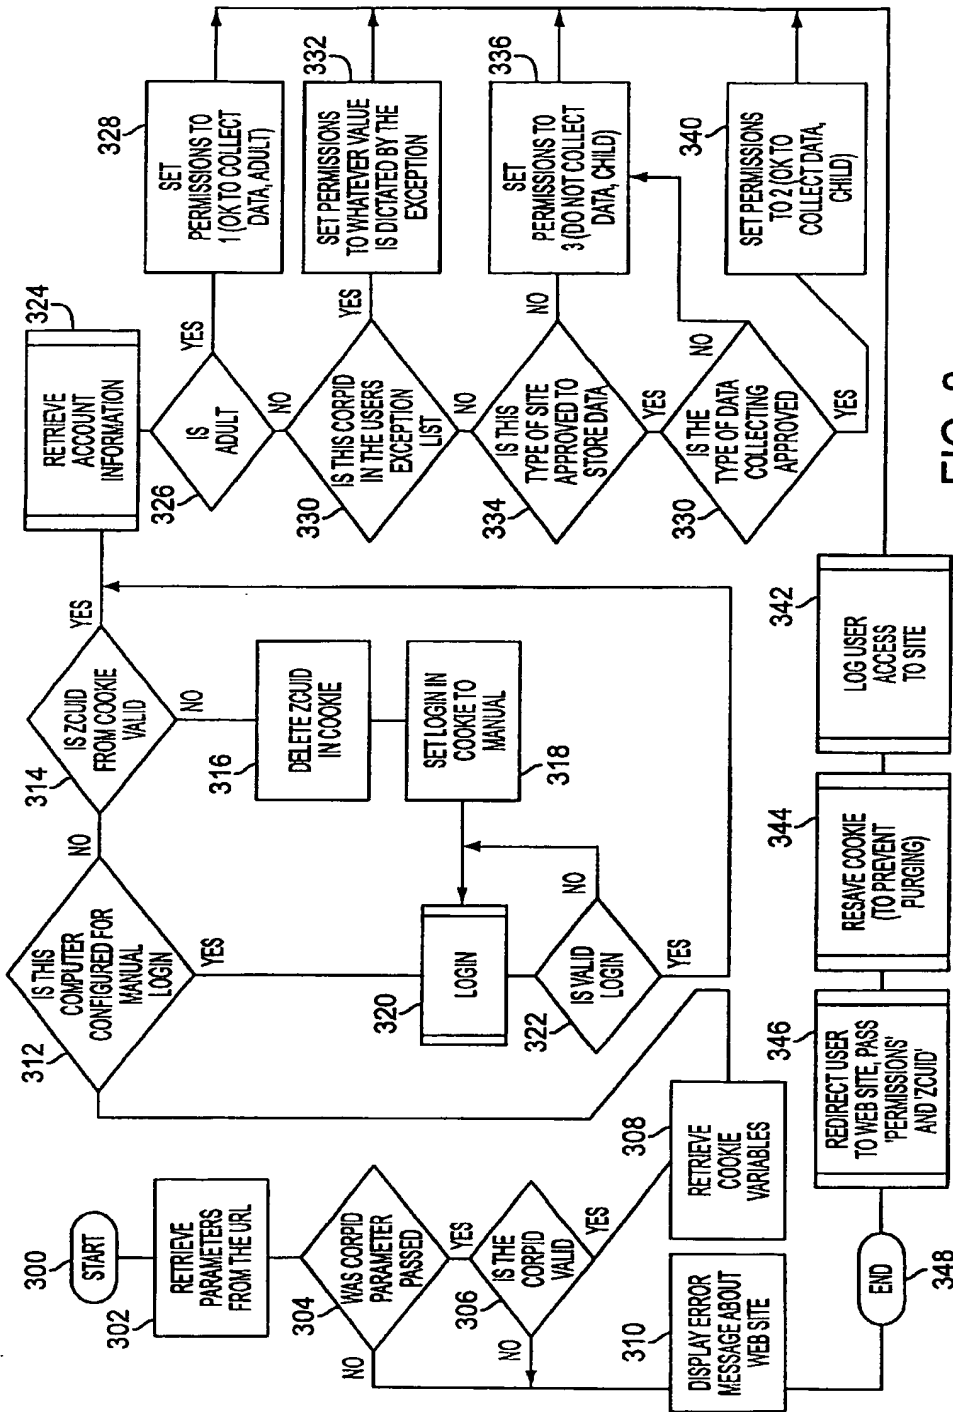 300
START
302
RETRIEVE
PARAMETERS
FROM THE URL
304
WAS CORPID
PARAMETER
PASSED
NO
YES
306
IS THE
CORPID
VALID
NO
YES
308
RETRIEVE
COOKIE
VARIABLES
310
DISPLAY ERROR
MESSAGE ABOUT
WEB SITE
312
IS THIS
COMPUTER
CONFIGURED FOR
MANUAL
LOGIN
NO
YES
314
IS ZCUID
FROM COOKIE
VALID
YES
NO
316
DELETE ZCUID
IN COOKIE
318
SET LOGIN IN
COOKIE TO
MANUAL
320
LOGIN
322
IS VALID
LOGIN
NO
YES
324
RETRIEVE
ACCOUNT
INFORMATION
326
IS
ADULT
YES
NO
328
SET
PERMISSIONS TO
1 (OK TO COLLECT
DATA, ADULT)
330
IS THIS CORPID
IN THE USERS
EXCEPTION
LIST
YES
NO
332
SET PERMISSIONS
TO WHATEVER VALUE
IS DICTATED BY THE
EXCEPTION
334
IS THIS
TYPE OF SITE
APPROVED TO
STORE DATA
NO
YES
336
SET
PERMISSIONS TO
3 (DO NOT COLLECT
DATA, CHILD)
330
IS THE
TYPE OF DATA
COLLECTING
APPROVED
NO
YES
340
SET PERMISSIONS
TO 2 (OK TO
COLLECT DATA,
CHILD)
342
LOG USER
ACCESS
TO SITE
344
RESAVE COOKIE
(TO PREVENT
PURGING)
346
REDIRECT USER
TO WEB SITE, PASS
'PERMISSIONS'
AND 'ZCUID'
END
348